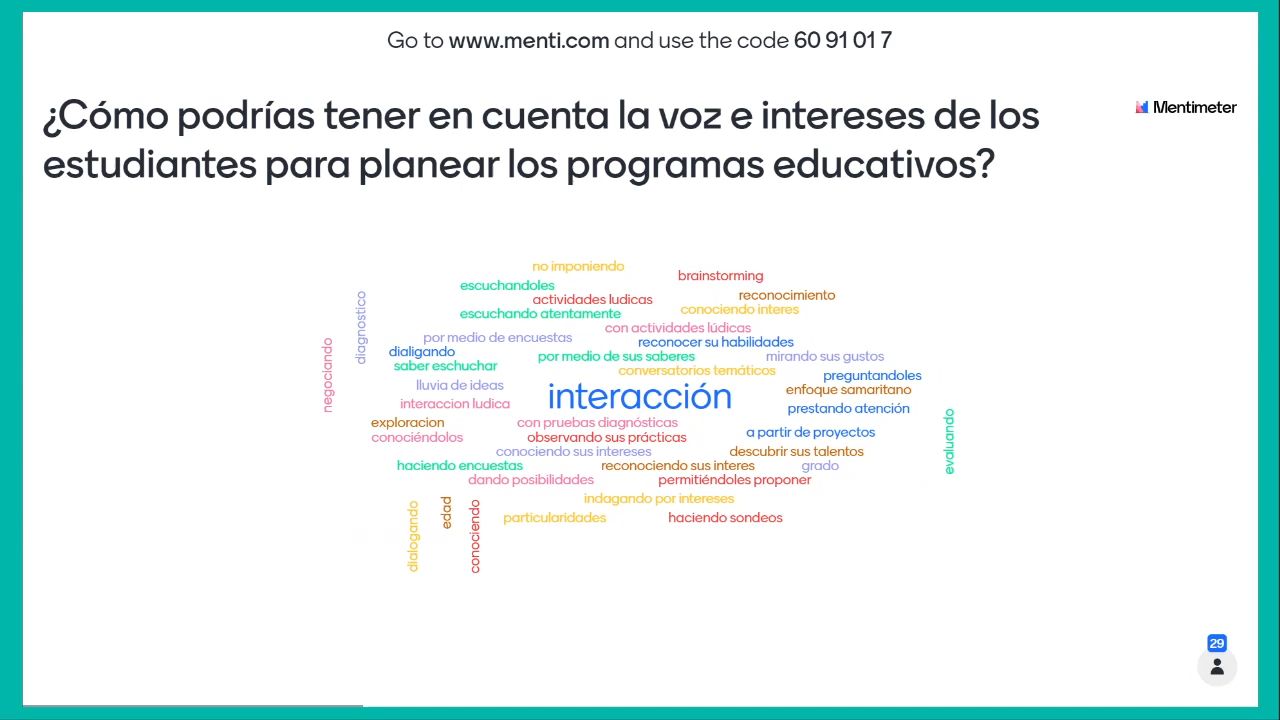 Go to www.menti.com and use the code 60 91 01 7
¿Cómo podrías tener en cuenta la voz e intereses de los
estudiantes para planear los programas educativos?
Mentimeter
no imponiendo
brainstorming
escuchandoles
reconocimiento
actividades ludicas
conociendo interes
escuchando atentamente
diagnostico
con actividades lúdicas
por medio de encuestas
reconocer su habilidades
dialigando
por medio de sus saberes
mirando sus gustos
saber eschuchar
conversatorios temáticos
negociando
preguntandoles
lluvia de ideas
enfoque samaritano
interacción
interaccion ludica
prestando atención
exploracion
con pruebas diagnósticas
a partir de proyectos
conociéndolos
observando sus prácticas
evaluando
conociendo sus intereses
descubrir sus talentos
haciendo encuestas
reconociendo sus interes
grado
dando posibilidades
permitiéndoles proponer
indagando por intereses
edad
particularidades
haciendo sondeos
dialogando
conociendo
29